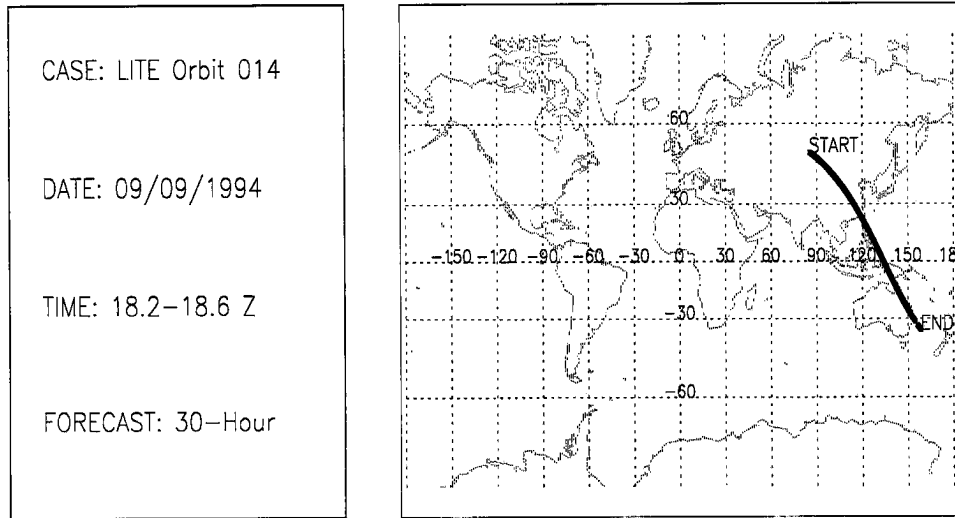 CASE: LITE Orbit 014
DATE: 09/09/1994
TIME: 18.2-18.6 Z
FORECAST: 30-Hour
60
START
30
-150 -120 -90 -60 -30 0 30 60 90 120 150 18
-30
END
-60